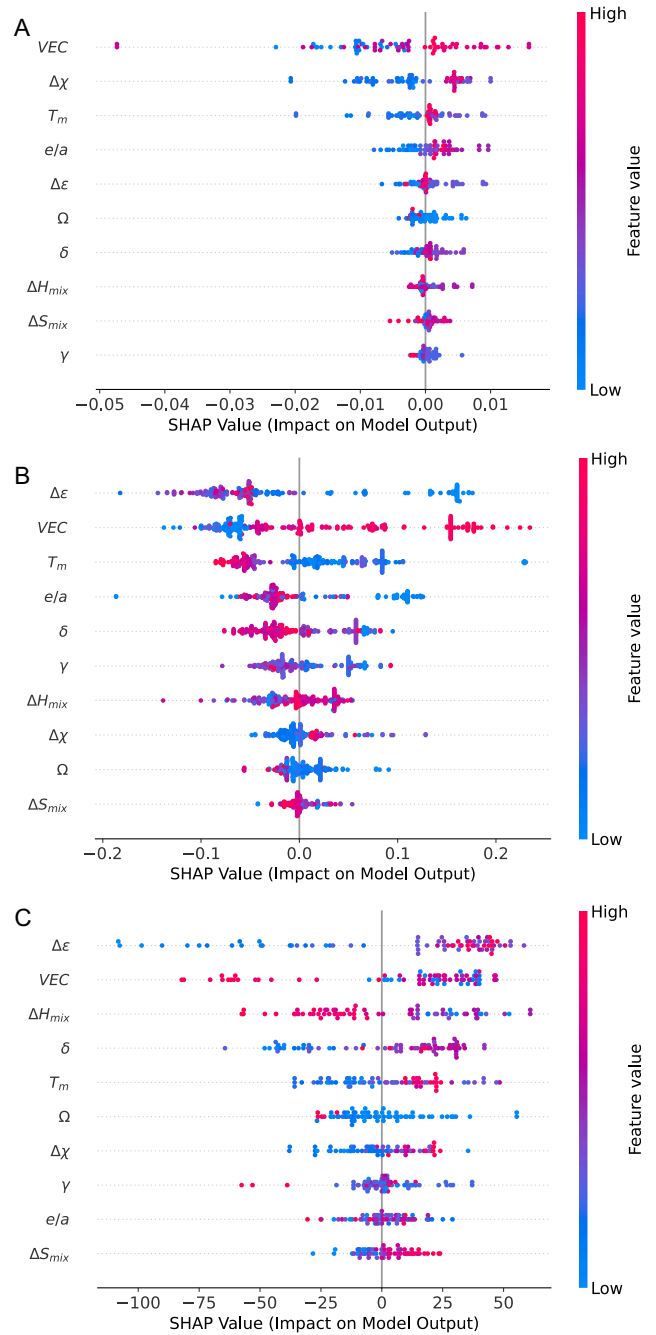 A
High
VEC
Δχ
T_m
e/a
Δε
Ω
δ
ΔH_mix
ΔS_mix
γ
Feature value
Low
−0.05 −0.04 −0.03 −0.02 −0.01 0.00 0.01
SHAP Value (Impact on Model Output)
B
High
Δε
VEC
T_m
e/a
δ
γ
ΔH_mix
Δχ
Ω
ΔS_mix
Feature value
Low
−0.2 −0.1 0.0 0.1 0.2
SHAP Value (Impact on Model Output)
C
High
Δε
VEC
ΔH_mix
δ
T_m
Ω
Δχ
γ
e/a
ΔS_mix
Feature value
Low
−100 −75 −50 −25 0 25 50
SHAP Value (Impact on Model Output)